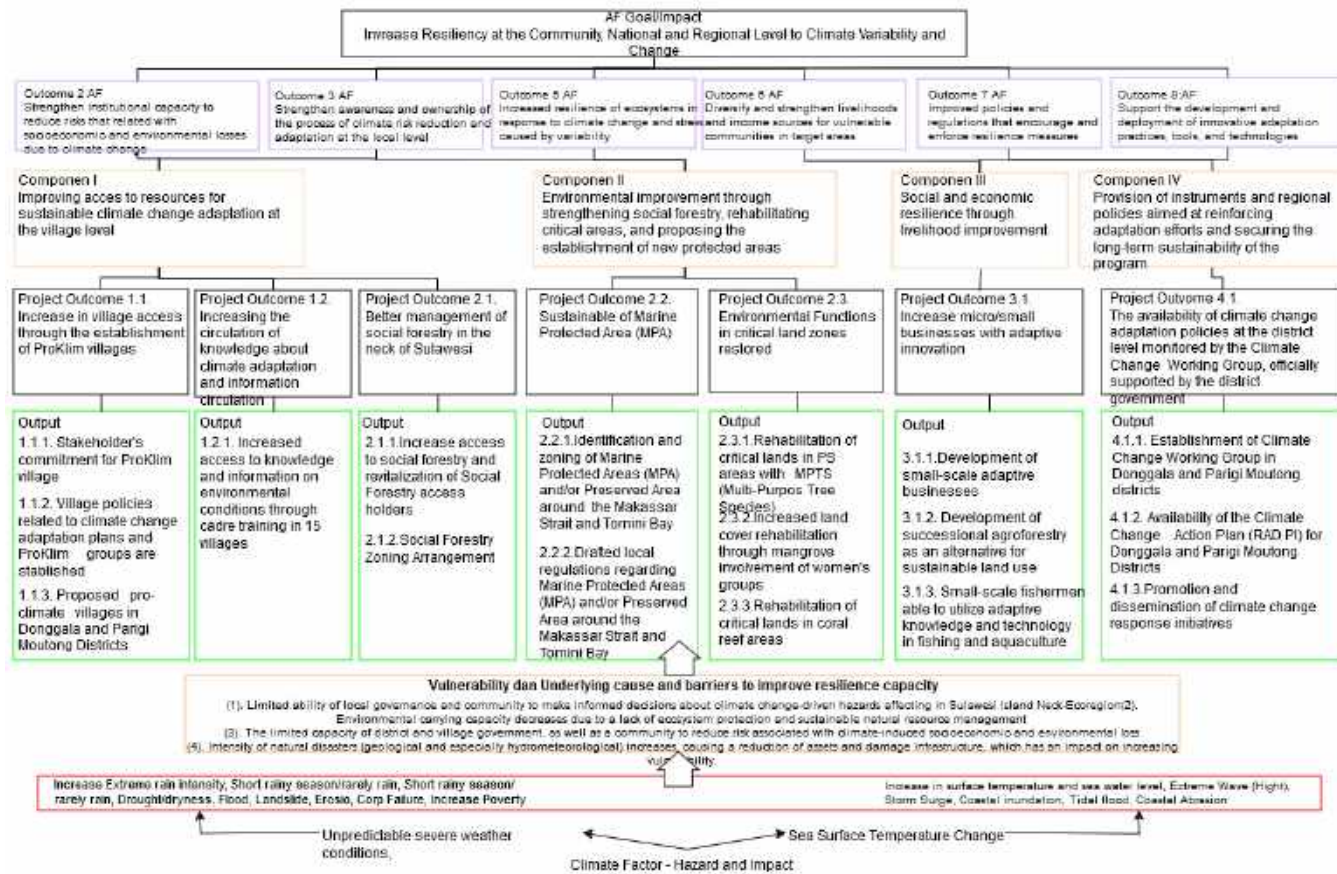 AF Goal/Impact
Increase Resiliency at the Community, National and Regional Level to Climate Variability and
Change
Outcome 2 AF
Strengthen institutional capacity to
reduce risks that related with
socioeconomic and environmental losses
due to climate change
Outcome 3 AF
Strengthen awareness and ownership of
the process of climate risk reduction and
adaptation at the local level
Outcome 5 AF
Increased resilience of ecosystems in
response to climate change and stress
caused by variability
Outcome 6 AF
Diversify and strengthen livelihoods
and income sources for vulnerable
communities in target areas
Outcome 7 AF
Improved policies and
regulations that encourage and
enforce resilience measures
Outcome 8:AF
Support the development and
deployment of innovative adaptation
practices, tools, and technologies
Componen I
Improving acces to resources for
sustainable climate change adaptation at
the village level
Componen II
Environmental improvement through
strengthening social forestry, rehabilitating
critical areas, and proposing the
establishment of new protected areas
Componen III
Social and economic
resilience through
livelihood improvement
Componen IV
Provision of instruments and regional
policies aimed at reinforcing
adaptation efforts and securing the
long-term sustainability of the
program
Project Outcome 1.1.
Increase in village access
through the establishment
of ProKlim villages
Project Outcome 1.2.
Increasing the
circulation of
knowledge about
climate adaptation
and information
circulation
Project Outcome 2.1.
Better management of
social forestry in the
neck of Sulawesi
Project Outcome 2.2.
Sustainable of Marine
Protected Area (MPA)
Project Outcome 2.3.
Environmental Functions
in critical land zones
restored
Project Outcome 3.1
Increase micro/small
businesses with adaptive
innovation
Project Outcome 4.1.
The availability of climate change
adaptation policies at the district
level monitored by the Climate
Change Working Group, officially
supported by the district
government
Output
1.1.1. Stakeholder's
commitment for ProKlim
village
1.1.2. Village policies
related to climate change
adaptation plans and
ProKlim groups are
stablished
1.1.3. Proposed pro-
climate villages in
Donggala and Parigi
Moutong Districts
Output
1.2.1. Increased
access to knowledge
and information on
environmental
conditions through
cadre training in 15
villages
Output
2.1.1.Increase access
to social forestry and
revitalization of Social
Forestry access
holders
2.1.2.Social Forestry
Zoning Arrangement
Output
2.2.1.Identification and
zoning of Marine
Protected Areas (MPA)
and/or Preserved Area
around the Makassar
Strait and Tomini Bay
2.2.2.Drafted local
regulations regarding
Marine Protected Areas
(MPA) and/or Preserved
Area around the
Makassar Strait and
Tomini Bay
Output
2.3.1.Rehabilitation of
critical lands in PS
areas with MPTS
(Multi-Purpos Tree
Species)
2.3.2.Increased land
cover rehabilitation
through mangrove
involvement of women's
groups
2.3.3.Rehabilitation of
critical lands in coral
reef areas
Output
3.1.1.Development of
small-scale adaptive
businesses
3.1.2. Development of
successional agroforestry
as an alternative for
sustainable land use
3.1.3. Small-scale fishermen
able to utilize adaptive
knowledge and technology
in fishing and aquaculture
Output
4.1.1. Establishment of Climate
Change Working Group in
Donggala and Parigi Moutong
districts
4.1.2. Availability of the Climate
Change Action Plan (RAD PI) for
Donggala and Parigi Moutong
Districts
4.1.3.Promotion and
dissemination of climate change
response initiatives
Vulnerability dan Underlying cause and barriers to improve resilience capacity
(1). Limited ability of local governance and community to make informed decisions about climate change-driven hazards affecting in Sulawesi Island Neck-Ecoregion(2).
Environmental carrying capacity decreases due to a lack of ecosystem protection and sustainable natural resource management
(3). The limited capacity of district and village government, as well as a community to reduce risk associated with climate-induced socioeconomic and environmental loss
(4). Intensity of natural disasters (geological and especially hydrometeorological) increases, causing a reduction of assets and damage infrastructure, which has an impact on increasing
vulnerability.
Increase Extreme rain intensity, Short rainy season/rarely rain, Short rainy season/
rarely rain, Drought/dryness, Flood, Landslide, Erosio, Corp Failure, Increase Poverty
Increase in surface temperature and sea water level, Extreme Wave (Hight),
Storm Surge, Coastal inundation, Tidal flood, Coastal Abrasion
Unpredictable severe weather
conditions,
Sea Surface Temperature Change
Climate Factor - Hazard and Impact